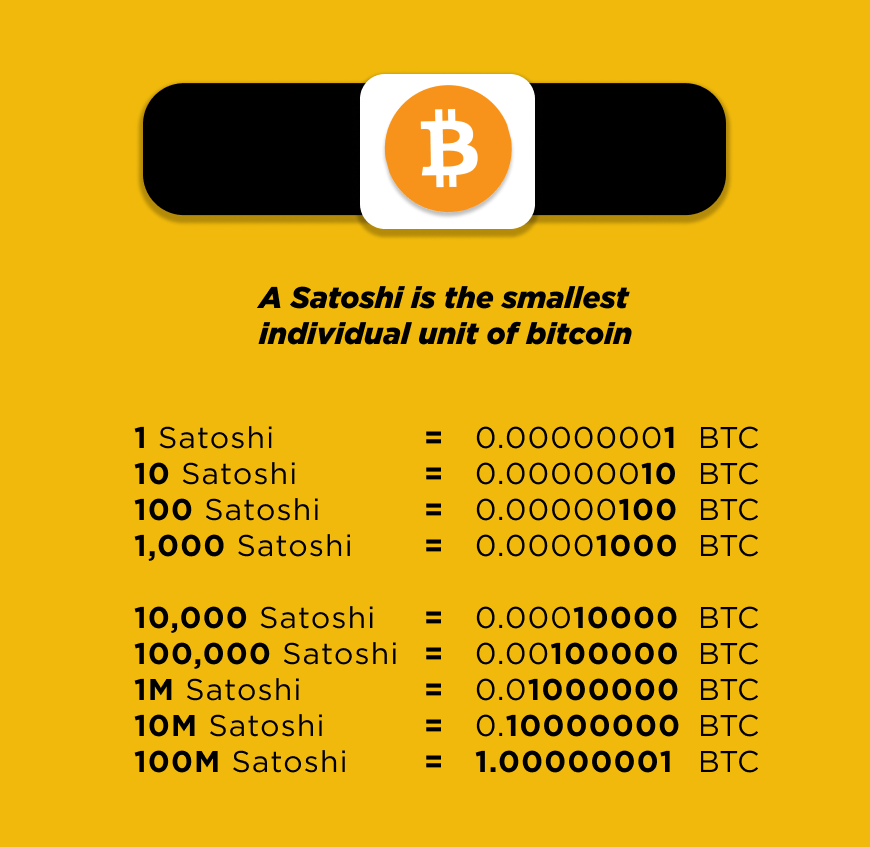 A Satoshi is the smallest
individual unit of bitcoin
1 Satoshi = 0.00000001 BTC
10 Satoshi = 0.00000010 BTC
100 Satoshi = 0.00000100 BTC
1,000 Satoshi = 0.00001000 BTC
10,000 Satoshi = 0.00010000 BTC
100,000 Satoshi = 0.00100000 BTC
1M Satoshi = 0.01000000 BTC
10M Satoshi = 0.10000000 BTC
100M Satoshi = 1.00000001 BTC